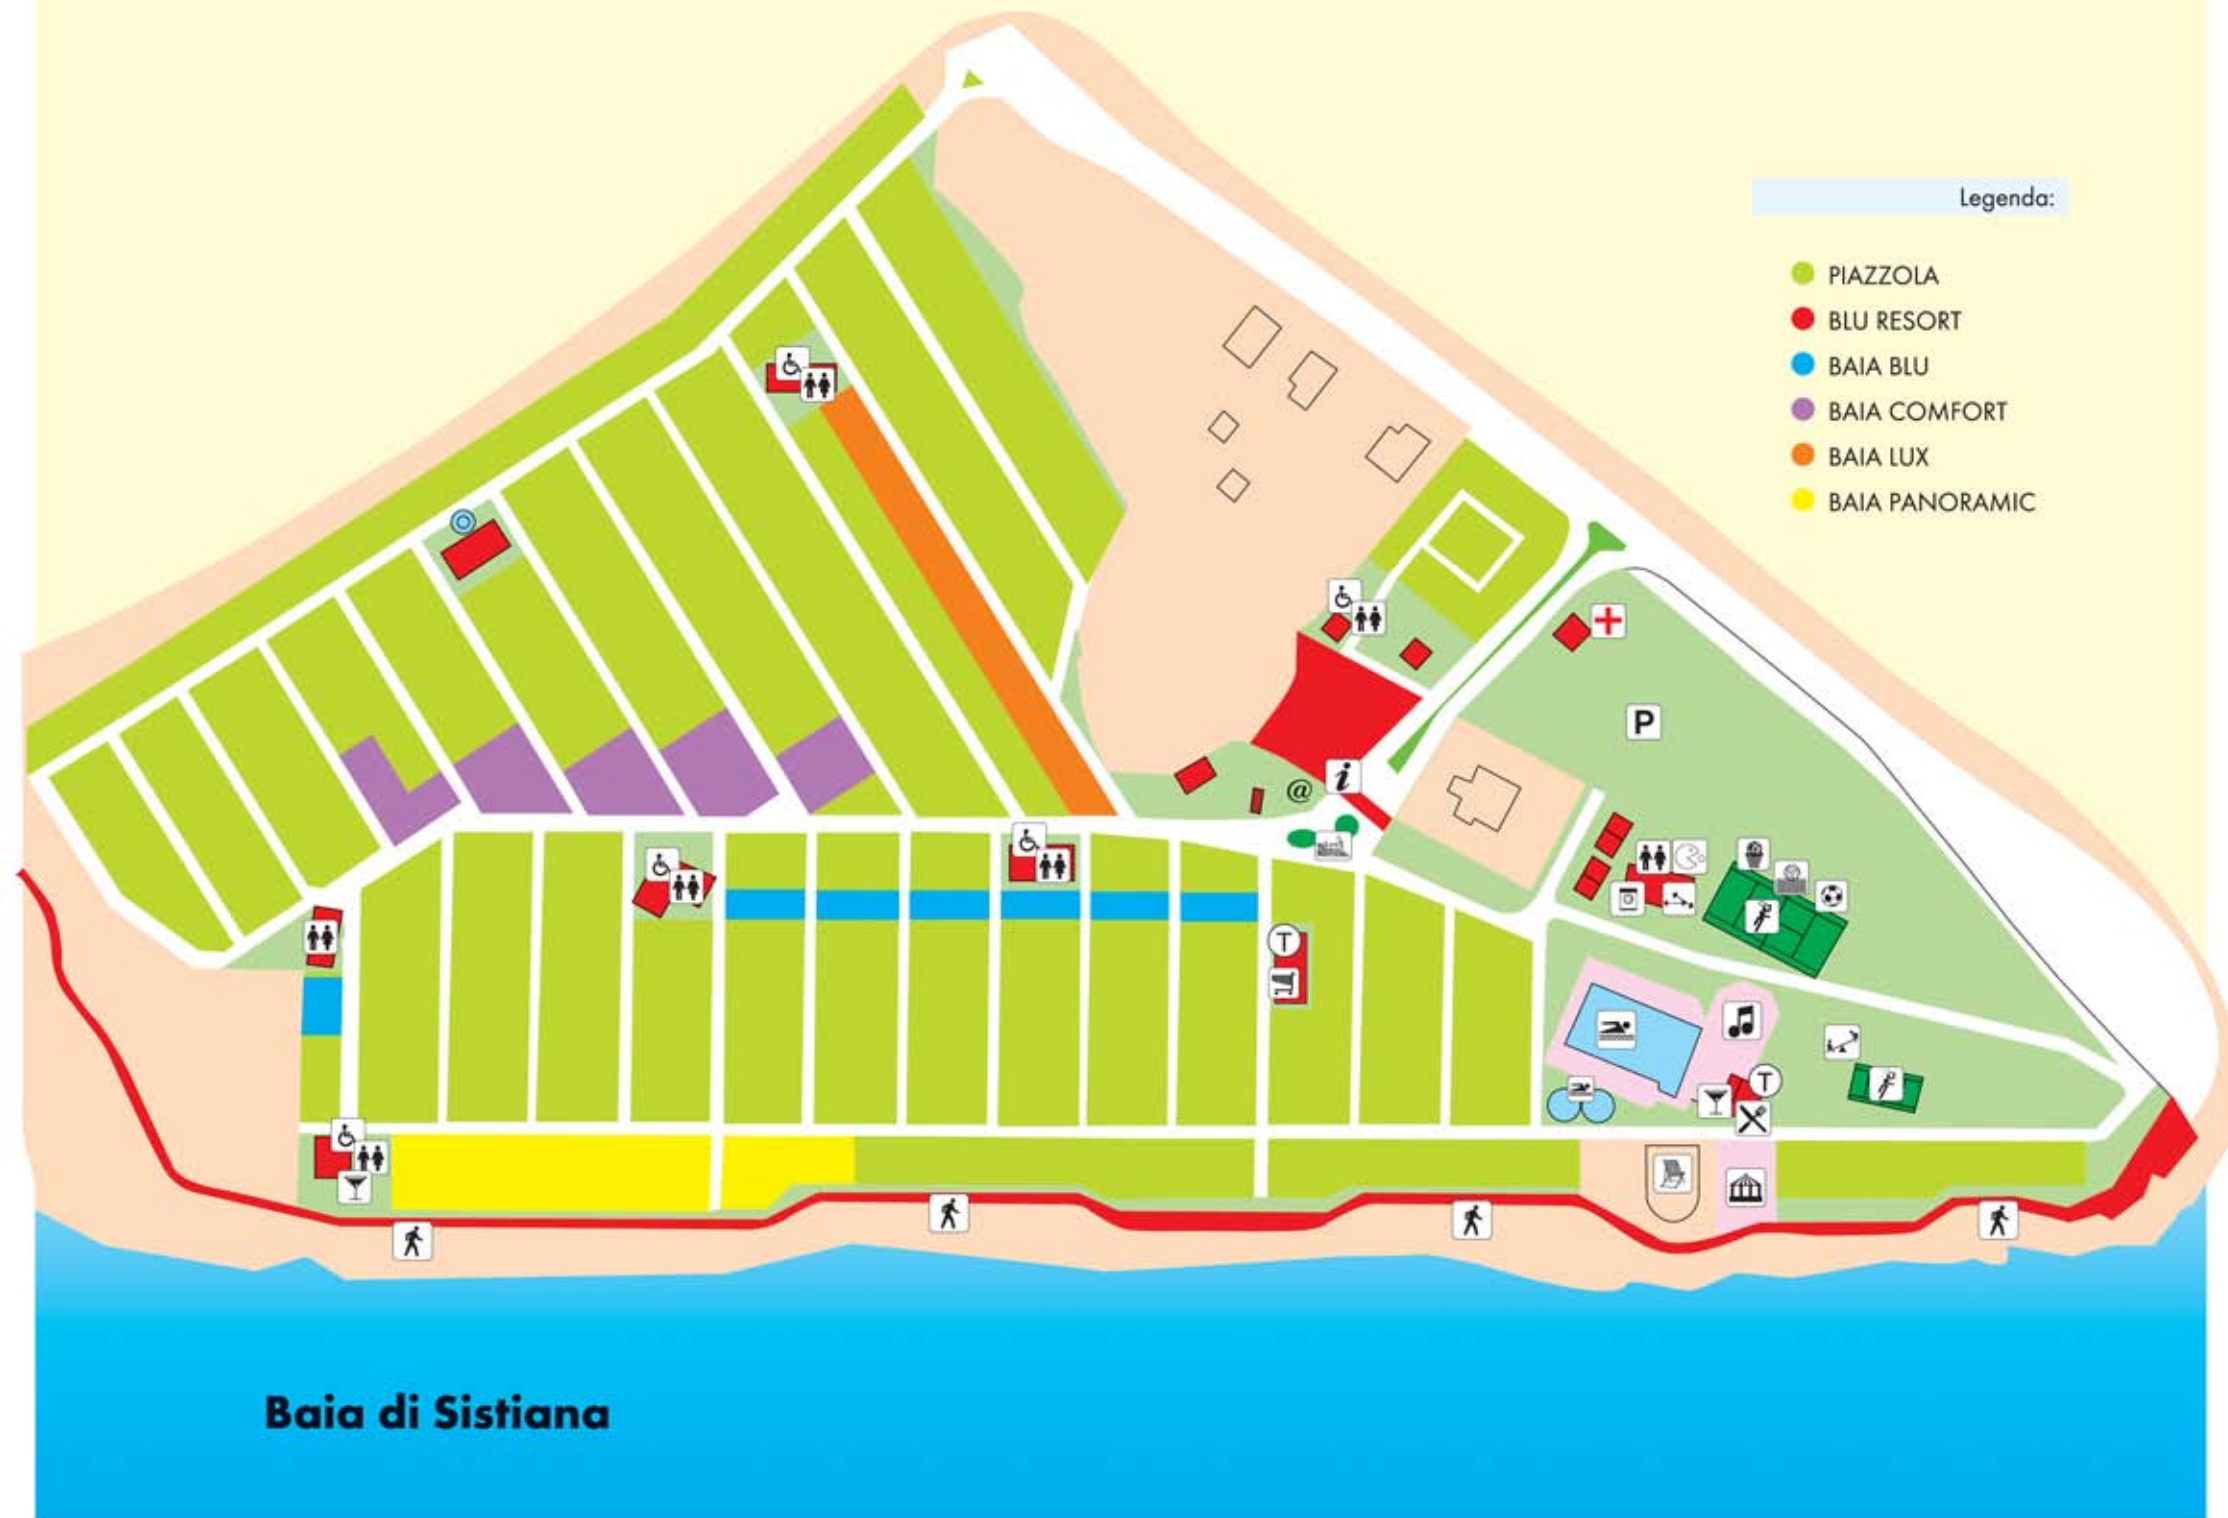 Legenda:
PIAZZOLA
BLU RESORT
BAIA BLU
BAIA COMFORT
BAIA LUX
BAIA PANORAMIC
P
@
i
T
T
Baia di Sistiana